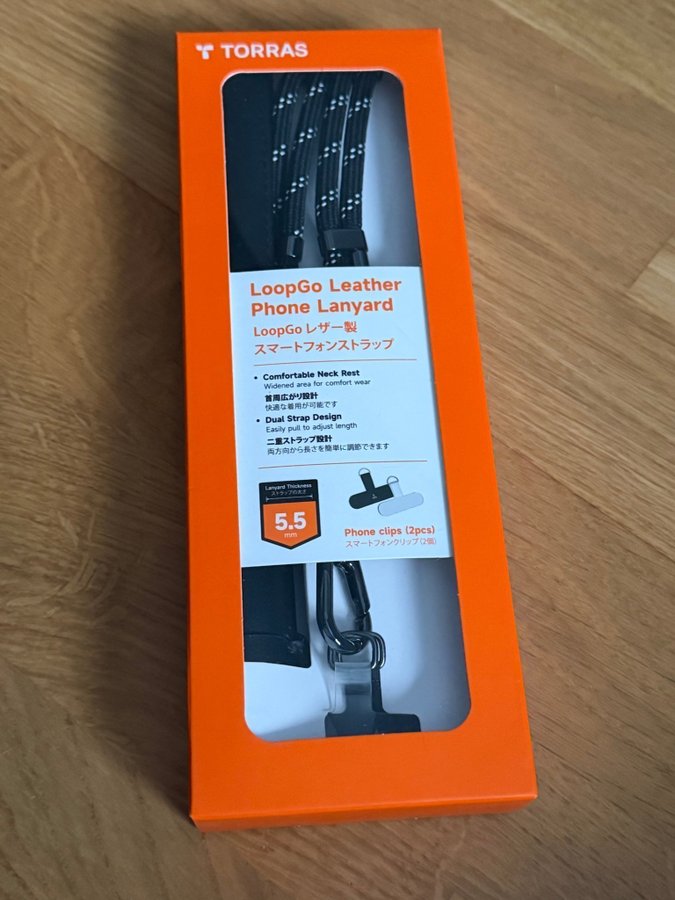 TORRAS
LoopGo Leather
Phone Lanyard
LoopGo レザー製
スマートフォンストラップ
• Comfortable Neck Rest
Widened area for comfort wear
首周広がり設計
快適な着用が可能です
• Dual Strap Design
Easily pull to adjust length
二重ストラップ設計
両方向から長さを簡単に調節できます
Lanyard Thickness
ストラップの太さ
5.5
mm
Phone clips (2pcs)
スマートフォンクリップ (2個)